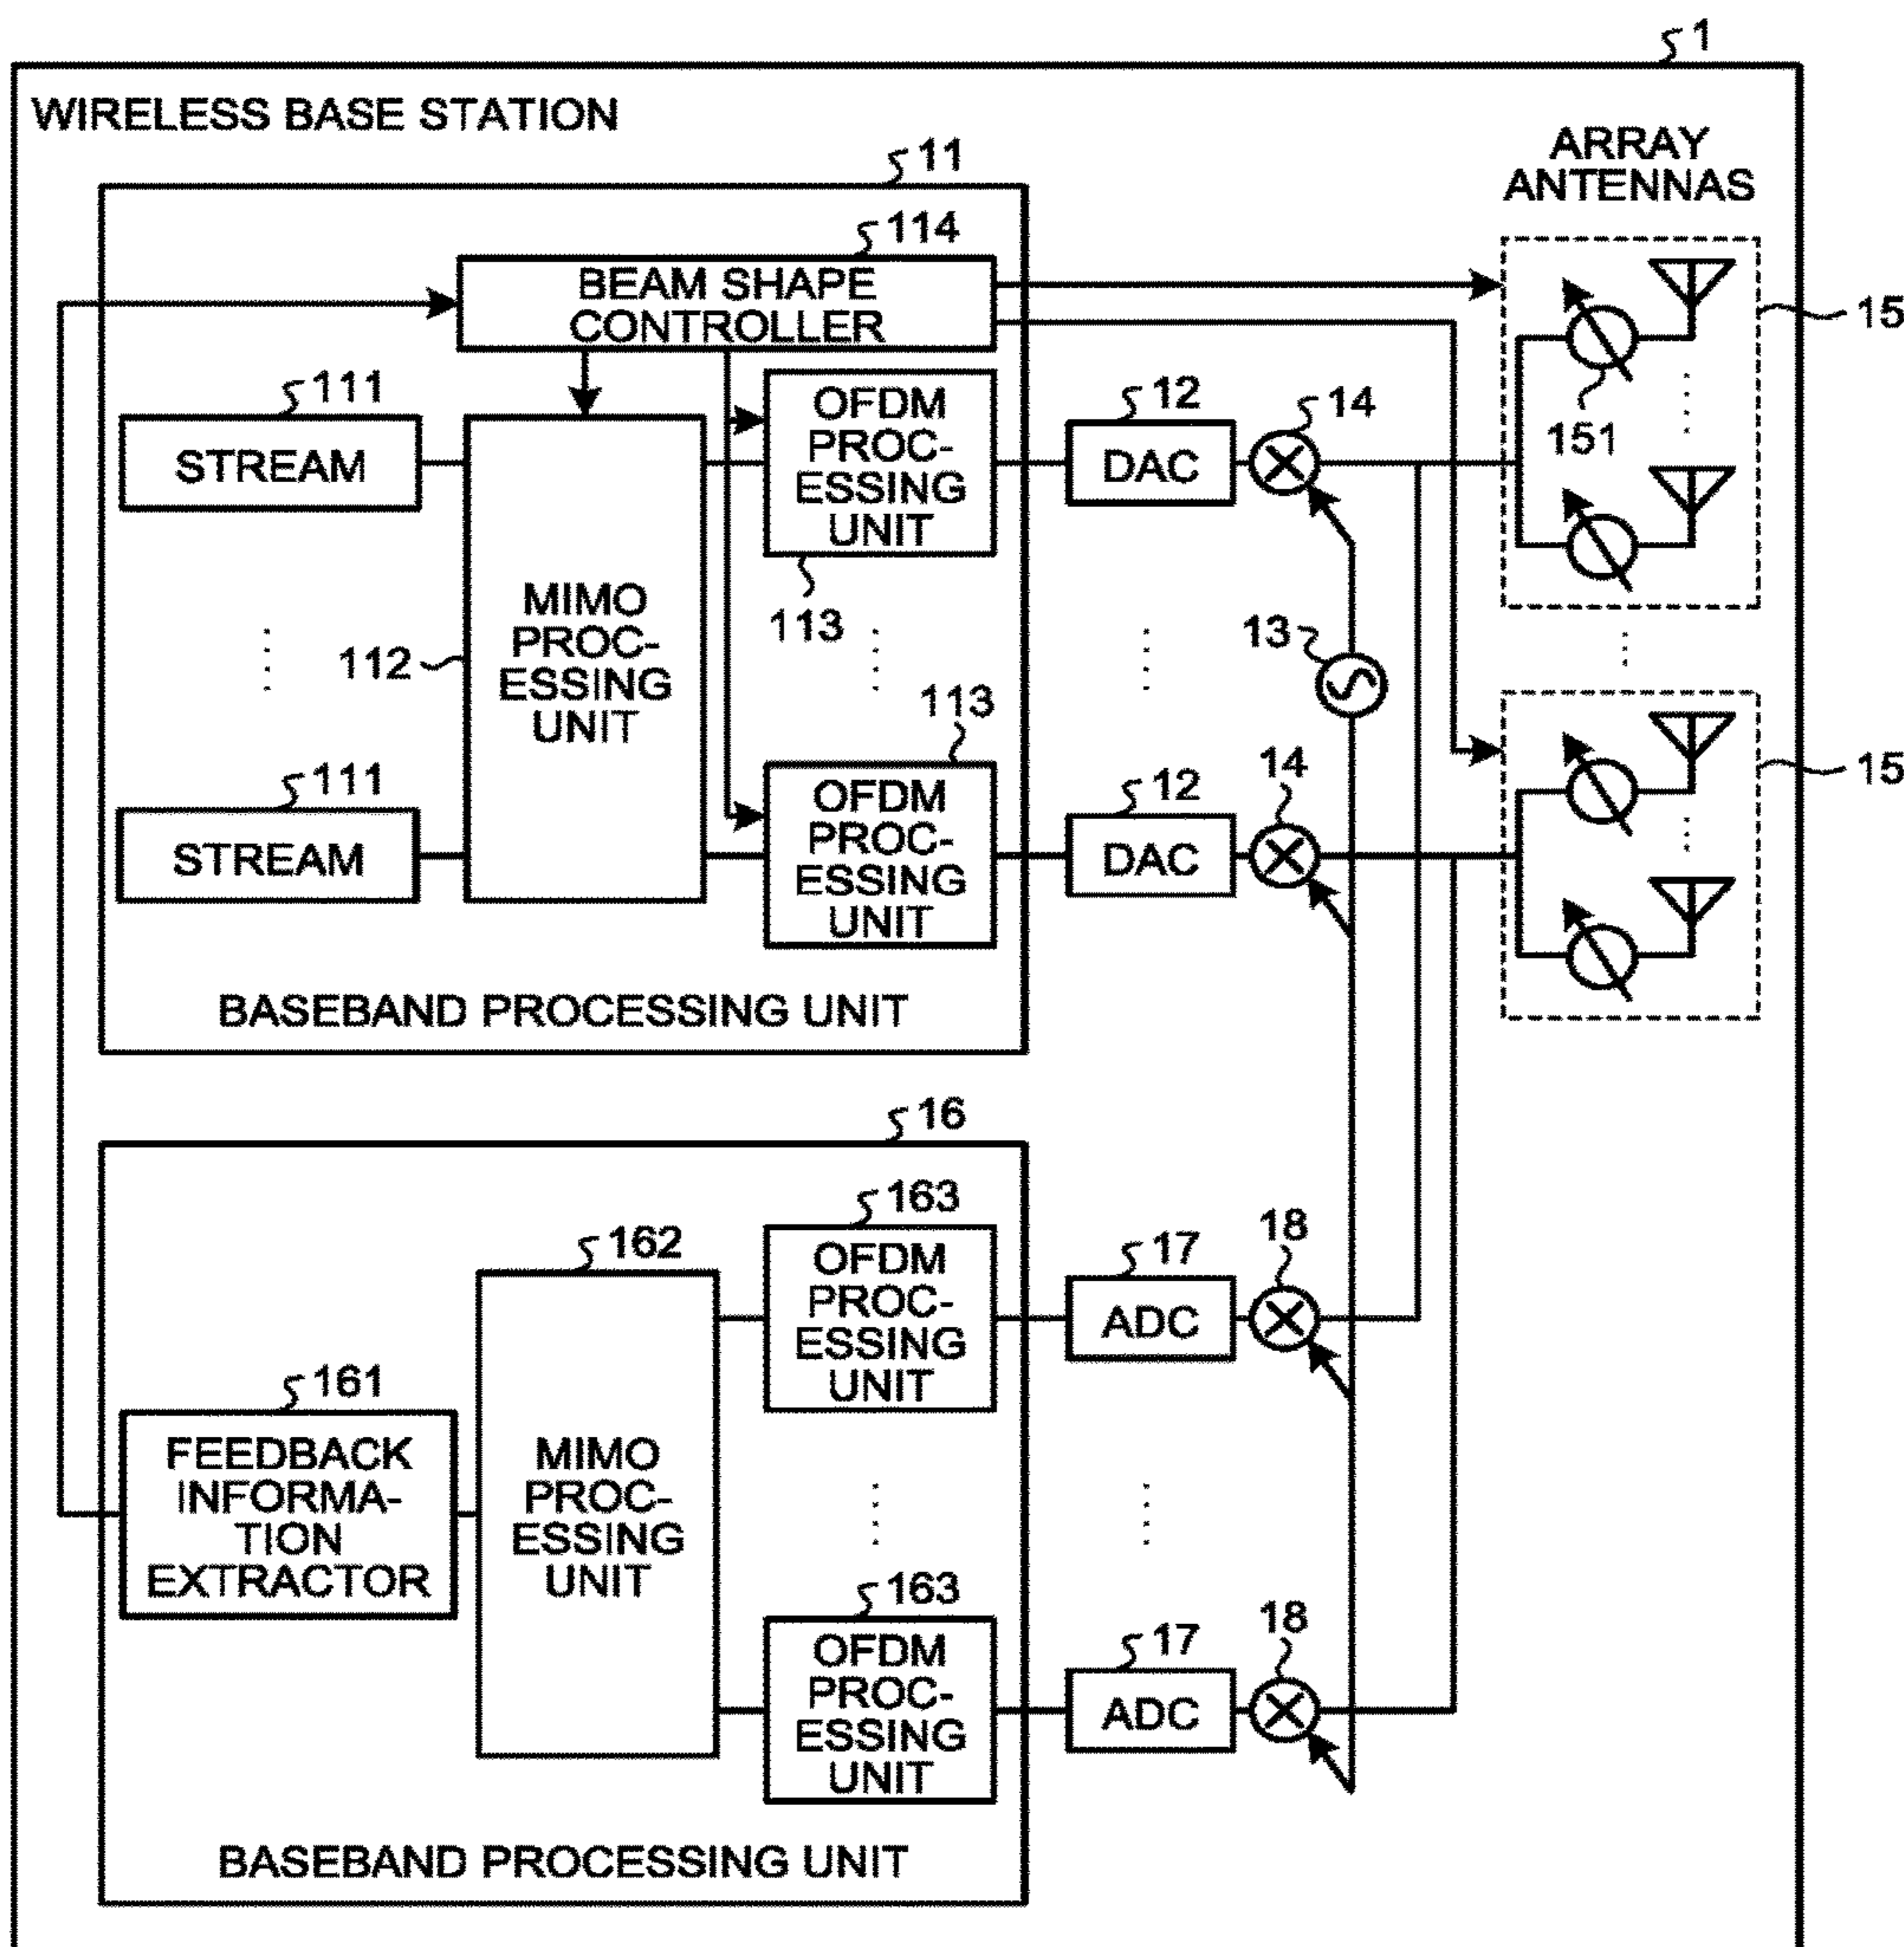 1
WIRELESS BASE STATION
ARRAY
ANTENNAS
11
114
BEAM SHAPE
CONTROLLER
15
151
111
STREAM
112
MIMO
PROC-
ESSING
UNIT
OFDM
PROC-
ESSING
UNIT
113
12
DAC
14
13
111
STREAM
113
OFDM
PROC-
ESSING
UNIT
12
DAC
14
15
BASEBAND PROCESSING UNIT
16
163
OFDM
PROC-
ESSING
UNIT
162
MIMO
PROC-
ESSING
UNIT
17
ADC
18
161
FEEDBACK
INFORMA-
TION
EXTRACTOR
163
OFDM
PROC-
ESSING
UNIT
17
ADC
18
BASEBAND PROCESSING UNIT